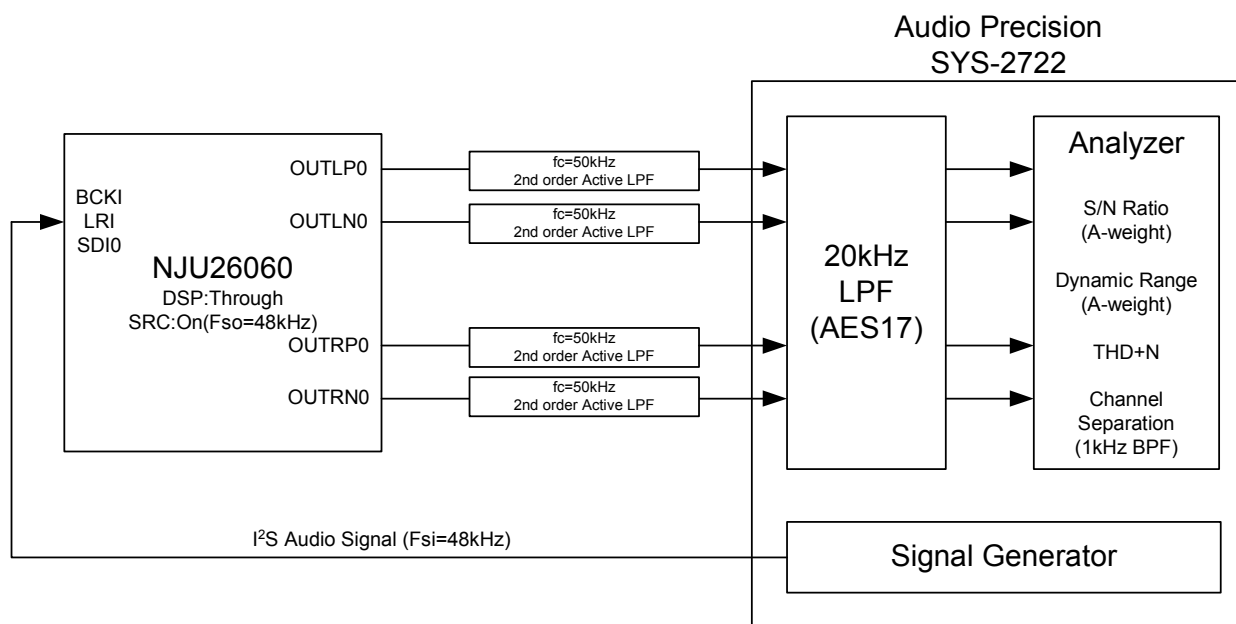 Audio Precision
SYS-2722
BCKI
LRI
SDI0
OUTLP0
OUTLN0
NJU26060
DSP:Through
SRC:On(Fso=48kHz)
OUTRP0
OUTRN0
fc=50kHz
2nd order Active LPF
fc=50kHz
2nd order Active LPF
fc=50kHz
2nd order Active LPF
fc=50kHz
2nd order Active LPF
20kHz
LPF
(AES17)
Analyzer
S/N Ratio
(A-weight)
Dynamic Range
(A-weight)
THD+N
Channel
Separation
(1kHz BPF)
I²S Audio Signal (Fsi=48kHz)
Signal Generator